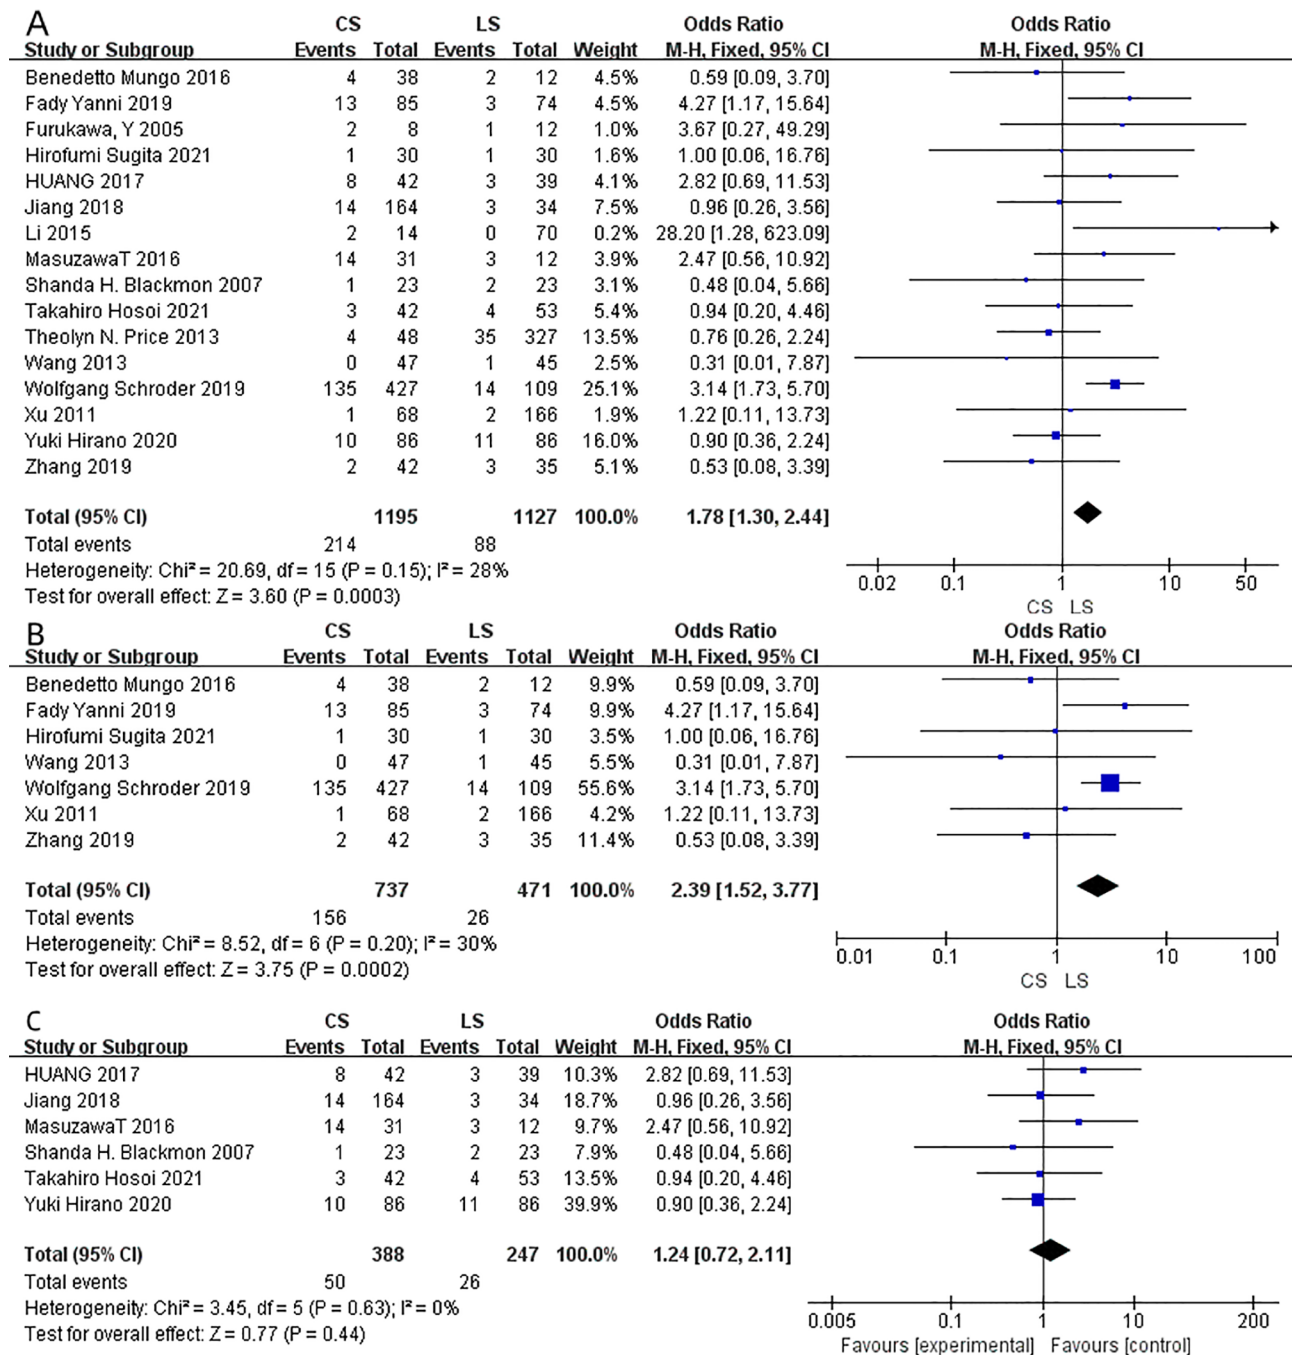 A CS LS Odds Ratio Odds Ratio
Study or Subgroup Events Total Events Total Weight M-H, Fixed, 95% CI M-H, Fixed, 95% CI
Benedetto Mungo 2016 4 38 2 12 4.5% 0.59 [0.09, 3.70]
Fady Yanni 2019 13 85 3 74 4.5% 4.27 [1.17, 15.64]
Furukawa, Y 2005 2 8 1 12 1.0% 3.67 [0.27, 49.29]
Hirofumi Sugita 2021 1 30 1 30 1.6% 1.00 [0.06, 16.76]
HUANG 2017 8 42 3 39 4.1% 2.82 [0.69, 11.53]
Jiang 2018 14 164 3 34 7.5% 0.96 [0.26, 3.56]
Li 2015 2 14 0 70 0.2% 28.20 [1.28, 623.09]
MasuzawaT 2016 14 31 3 12 3.9% 2.47 [0.56, 10.92]
Shanda H. Blackmon 2007 1 23 2 23 3.1% 0.48 [0.04, 5.66]
Takahiro Hosoi 2021 3 42 4 53 5.4% 0.94 [0.20, 4.46]
Theolyn N. Price 2013 4 48 35 327 13.5% 0.76 [0.26, 2.24]
Wang 2013 0 47 1 45 2.5% 0.31 [0.01, 7.87]
Wolfgang Schroder 2019 135 427 14 109 25.1% 3.14 [1.73, 5.70]
Xu 2011 1 68 2 166 1.9% 1.22 [0.11, 13.73]
Yuki Hirano 2020 10 86 11 86 16.0% 0.90 [0.36, 2.24]
Zhang 2019 2 42 3 35 5.1% 0.53 [0.08, 3.39]
Total (95% CI) 1195 1127 100.0% 1.78 [1.30, 2.44]
Total events 214 88
Heterogeneity: Chi² = 20.69, df = 15 (P = 0.15); I² = 28%
Test for overall effect: Z = 3.60 (P = 0.0003)
0.02 0.1 1 10 50
CS LS
B CS LS Odds Ratio Odds Ratio
Study or Subgroup Events Total Events Total Weight M-H, Fixed, 95% CI M-H, Fixed, 95% CI
Benedetto Mungo 2016 4 38 2 12 9.9% 0.59 [0.09, 3.70]
Fady Yanni 2019 13 85 3 74 9.9% 4.27 [1.17, 15.64]
Hirofumi Sugita 2021 1 30 1 30 3.5% 1.00 [0.06, 16.76]
Wang 2013 0 47 1 45 5.5% 0.31 [0.01, 7.87]
Wolfgang Schroder 2019 135 427 14 109 55.6% 3.14 [1.73, 5.70]
Xu 2011 1 68 2 166 4.2% 1.22 [0.11, 13.73]
Zhang 2019 2 42 3 35 11.4% 0.53 [0.08, 3.39]
Total (95% CI) 737 471 100.0% 2.39 [1.52, 3.77]
Total events 156 26
Heterogeneity: Chi² = 8.52, df = 6 (P = 0.20); I² = 30%
Test for overall effect: Z = 3.75 (P = 0.0002)
0.01 0.1 1 10 100
CS LS
C CS LS Odds Ratio Odds Ratio
Study or Subgroup Events Total Events Total Weight M-H, Fixed, 95% CI M-H, Fixed, 95% CI
HUANG 2017 8 42 3 39 10.3% 2.82 [0.69, 11.53]
Jiang 2018 14 164 3 34 18.7% 0.96 [0.26, 3.56]
MasuzawaT 2016 14 31 3 12 9.7% 2.47 [0.56, 10.92]
Shanda H. Blackmon 2007 1 23 2 23 7.9% 0.48 [0.04, 5.66]
Takahiro Hosoi 2021 3 42 4 53 13.5% 0.94 [0.20, 4.46]
Yuki Hirano 2020 10 86 11 86 39.9% 0.90 [0.36, 2.24]
Total (95% CI) 388 247 100.0% 1.24 [0.72, 2.11]
Total events 50 26
Heterogeneity: Chi² = 3.45, df = 5 (P = 0.63); I² = 0%
Test for overall effect: Z = 0.77 (P = 0.44)
0.005 0.1 1 10 200
Favours [experimental] Favours [control]